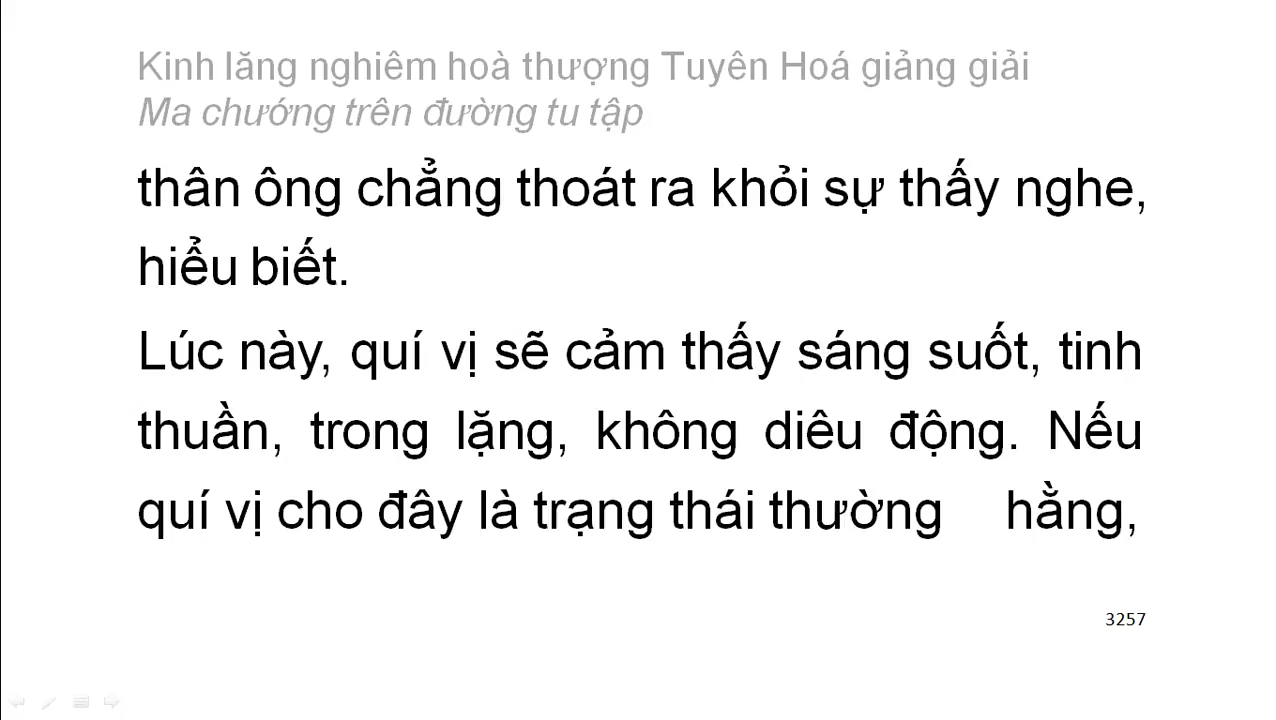 Kinh lăng nghiêm hoà thượng Tuyên Hoá giảng giải
Ma chướng trên đường tu tập
thân ông chẳng thoát ra khỏi sự thấy nghe,
hiểu biết.
Lúc này, quí vị sẽ cảm thấy sáng suốt, tinh
thuần, trong lặng, không diêu động. Nếu
quí vị cho đây là trạng thái thường hằng,
3257